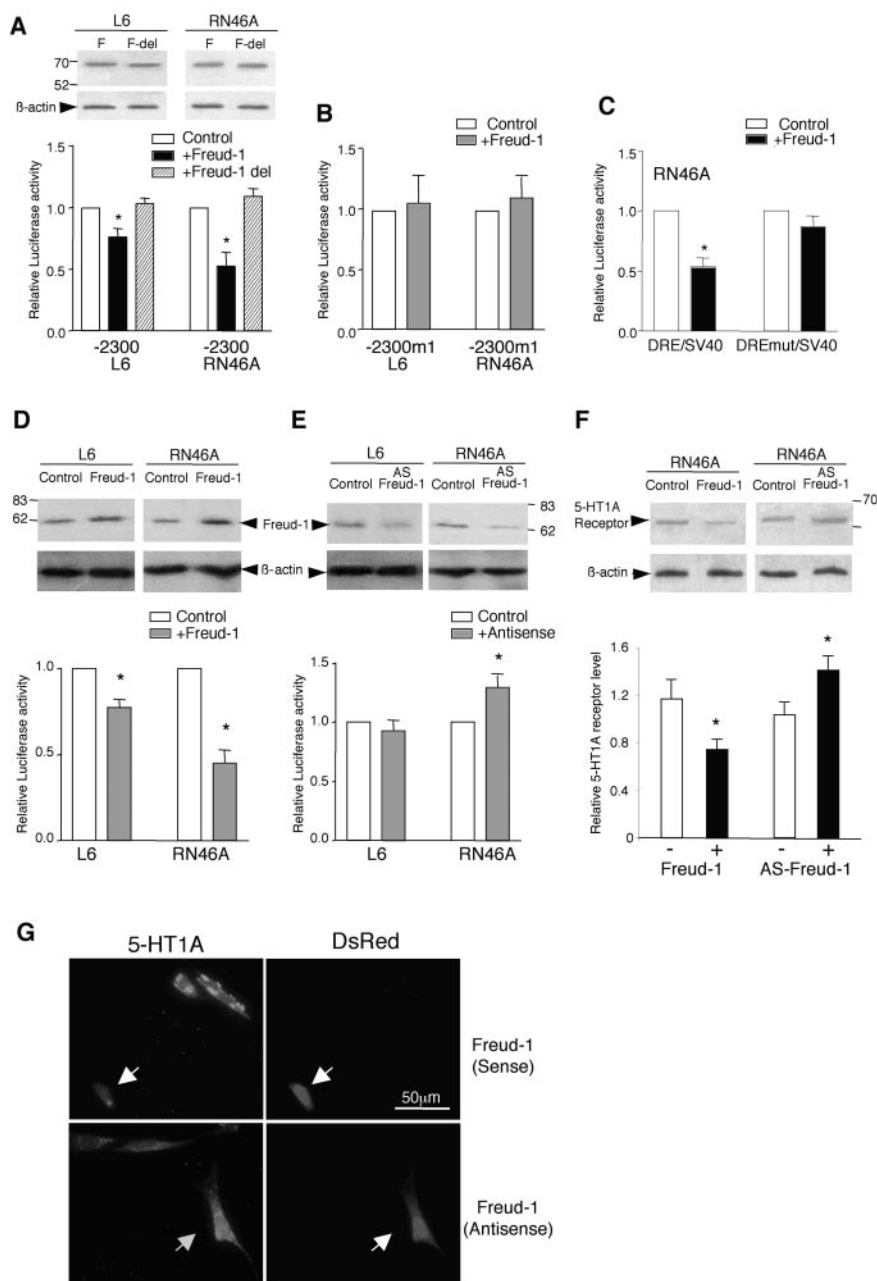 A
L6
RN46A
F
F-del
F
F-del
70
52
ß-actin
Control
+Freud-1
+Freud-1 del
1.5
1.0
0.5
0.0
Relative Luciferase activity
*
*
-2300
L6
-2300
RN46A
B
Control
+Freud-1
1.5
1.0
0.5
0.0
Relative Luciferase activity
-2300m1
L6
-2300m1
RN46A
C
Control
+Freud-1
1.5
1.0
0.5
0.0
Relative Luciferase activity
RN46A
*
DRE/SV40
DREmut/SV40
D
L6
RN46A
Control
Freud-1
Control
Freud-1
83
62
Freud-1
ß-actin
Control
+Freud-1
1.0
0.5
0.0
Relative Luciferase activity
*
*
L6
RN46A
E
L6
RN46A
Control
AS
Freud-1
Control
AS
Freud-1
83
62
Control
+Antisense
1.5
1.0
0.5
0.0
Relative Luciferase activity
*
L6
RN46A
F
RN46A
RN46A
Control
Freud-1
Control
AS
Freud-1
70
5-HT1A
Receptor
ß-actin
1.6
1.2
0.8
0.4
0
Relative 5-HT1A receptor level
*
*
-
+
-
+
Freud-1
AS-Freud-1
G
5-HT1A
DsRed
Freud-1
(Sense)
50µm
Freud-1
(Antisense)